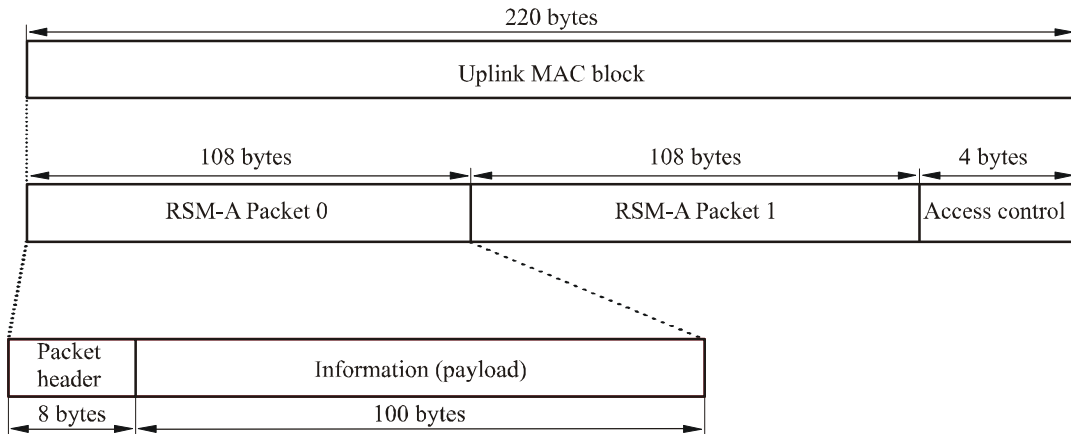 220 bytes
Uplink MAC block
108 bytes
108 bytes
4 bytes
RSM-A Packet 0
RSM-A Packet 1
Access control
Packet
header
Information (payload)
8 bytes
100 bytes